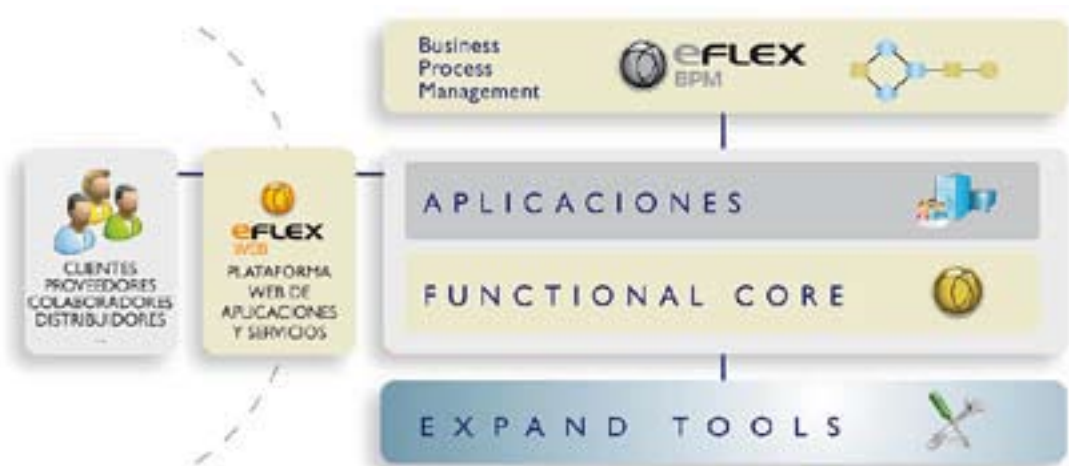 Business
Process
Management
eFLEX
BPM
CLIENTES
PROVEEDORES
COLABORADORES
DISTRIBUIDORES
...
eFLEX
WEB
PLATAFORMA
WEB DE
APLICACIONES
Y SERVICIOS
APLICACIONES
FUNCTIONAL CORE
EXPAND TOOLS